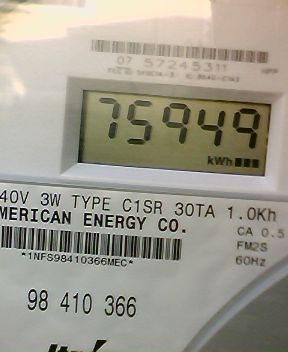 07 57245311
75949
kWh
40V 3W TYPE C1SR 30TA 1.0Kh
MERICAN ENERGY CO.
CA 0.5
FM2S
60Hz
*1NFS98410366MEC*
98 410 366